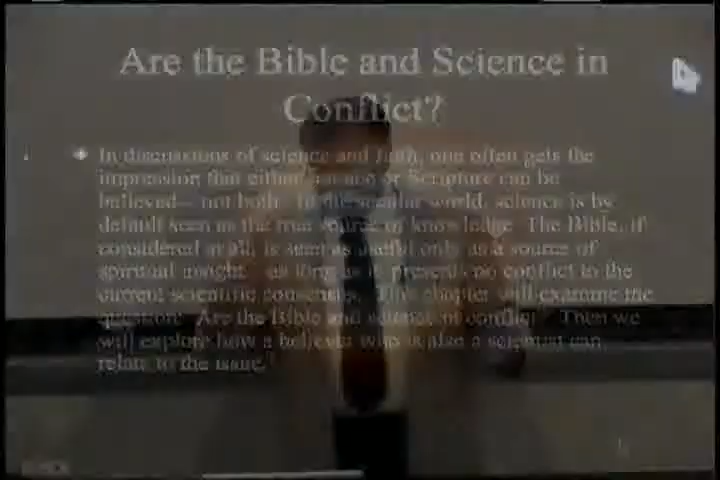 Are the Bible and Science in
Conflict?
In discussions of science and faith, one often gets the
impression that either science or Scripture can be
believed— not both. In the secular world, science is by
default seen as the true source of knowledge. The Bible, if
considered at all, is seen as useful only as a source of
spiritual insight as long as it presents no conflict to the
current scientific consensus. This chapter will examine the
question Are the Bible and science in conflict Then we
will explore how a believer who is also a scientist can
relate to the issue.